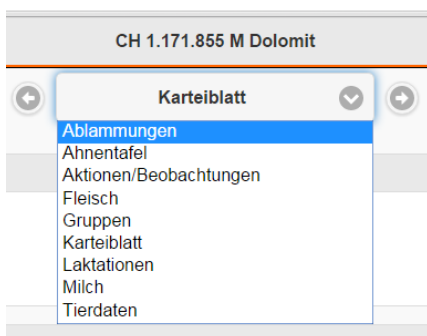 CH 1.171.855 M Dolomit
Karteiblatt
Ablammungen
Ahnentafel
Aktionen/Beobachtungen
Fleisch
Gruppen
Karteiblatt
Laktationen
Milch
Tierdaten